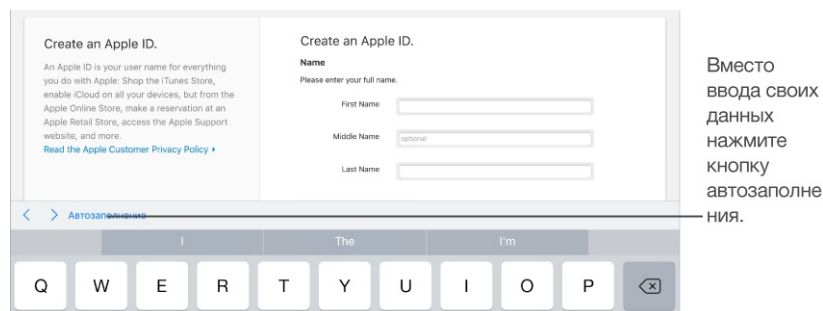 Create an Apple ID.
An Apple ID is your user name for everything
you do with Apple: Shop the iTunes Store,
enable iCloud on all your devices, but from the
Apple Online Store, make a reservation at an
Apple Retail Store, access the Apple Support
website, and more.
Read the Apple Customer Privacy Policy ▸
Create an Apple ID.
Name
Please enter your full name.
First Name
Middle Name optional
Last Name
Автозаполнение
I The I'm
Q W E R T Y U I O P
Вместо
ввода своих
данных
нажмите
кнопку
автозаполне
ния.